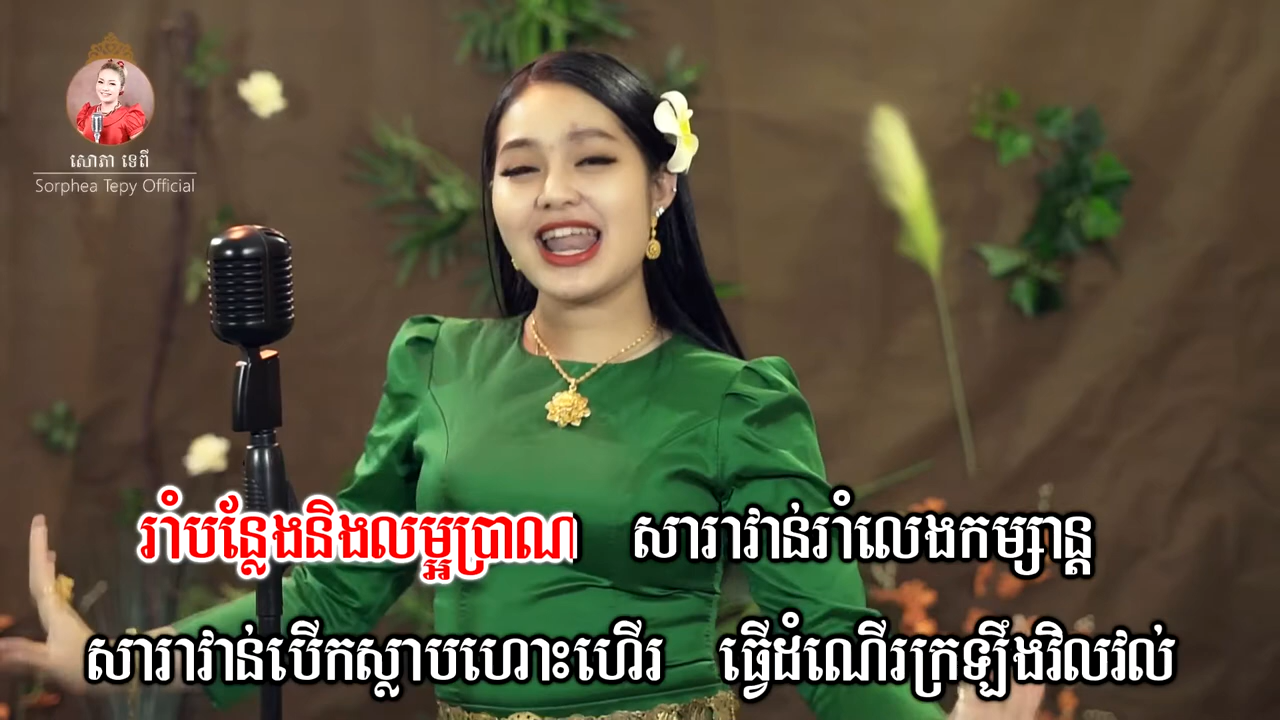 សោភា ទេពី
Sorphea Tepy Official
រាំបន្លែងនិងលម្អប្រាណ សារាវាន់រាំលេងកម្សាន្ត
សារាវាន់បើកស្លាបហោះហើរ ធ្វើដំណើរក្រឡឹងវិលវល់